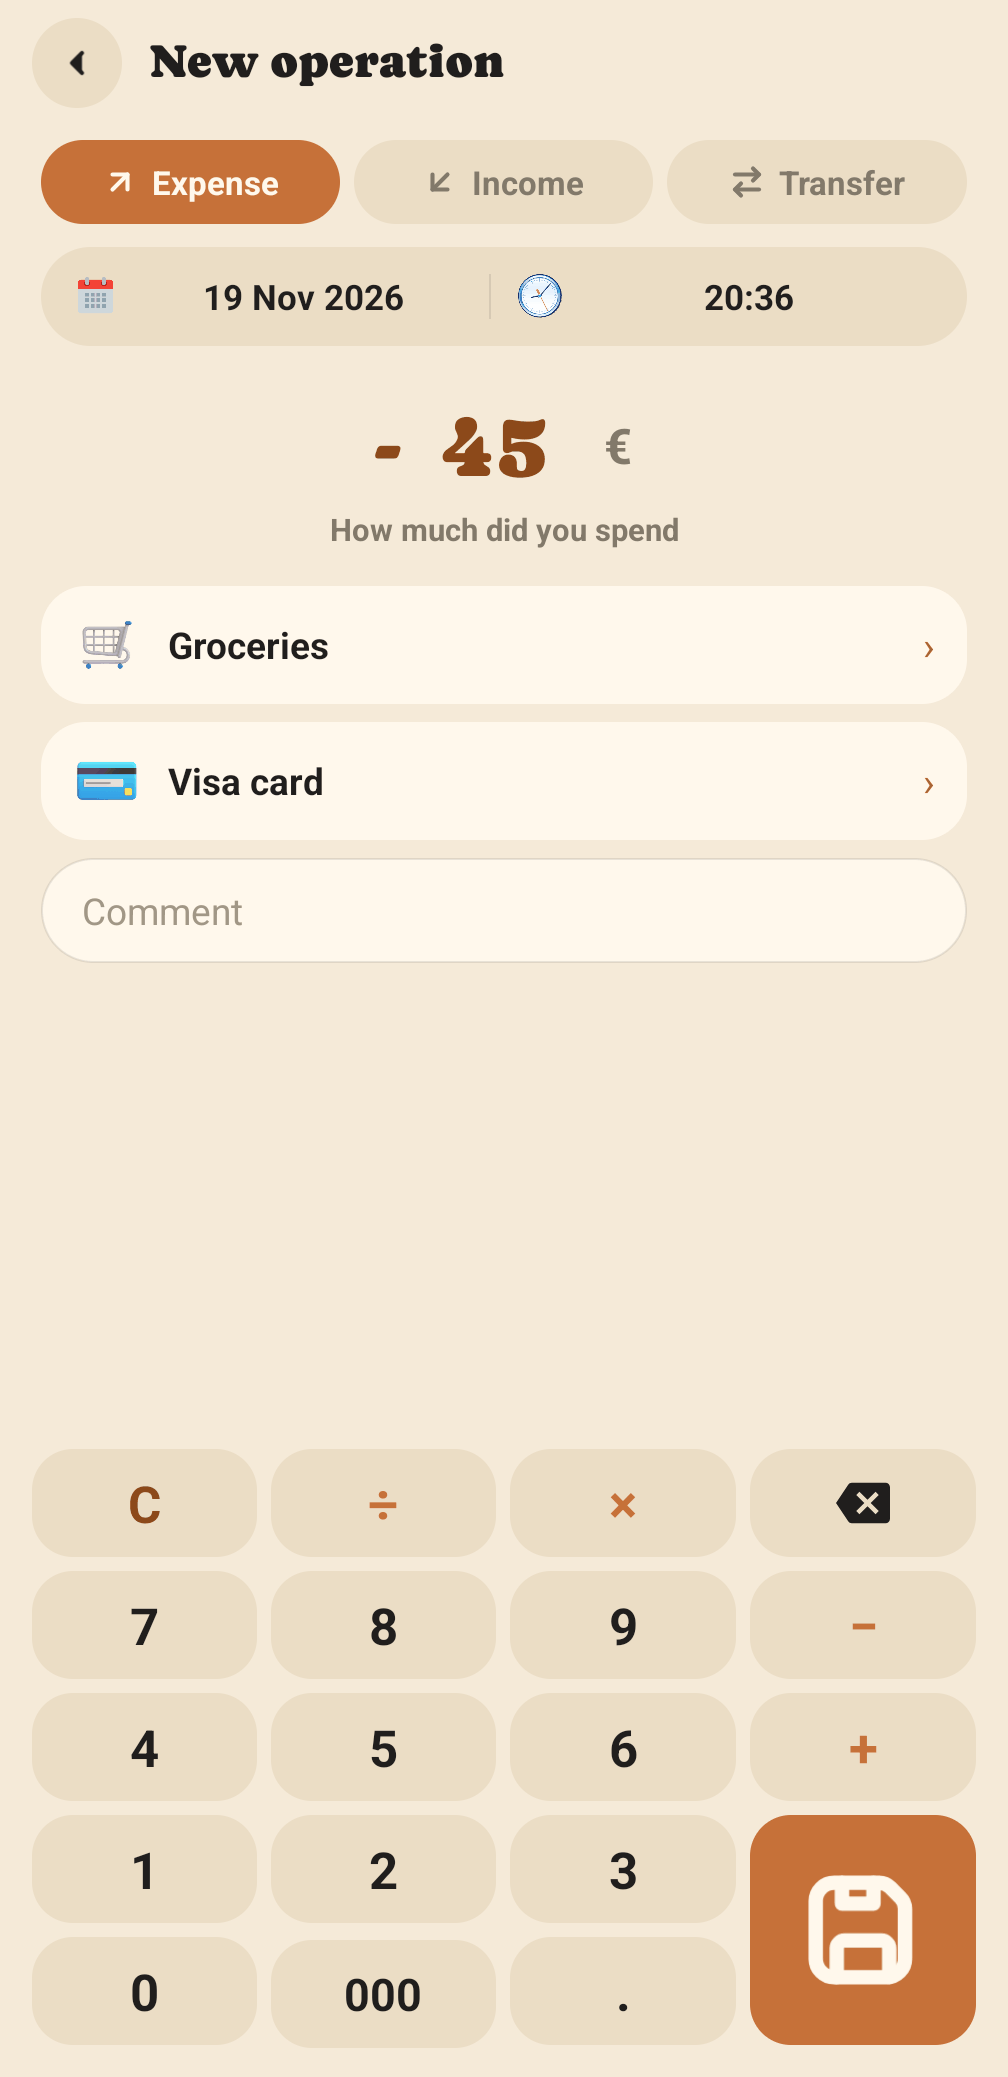 New operation
Expense Income Transfer
19 Nov 2026 20:36
- 45 €
How much did you spend
Groceries ›
Visa card ›
Comment
C ÷ ×
7 8 9 −
4 5 6 +
1 2 3
0 000 .